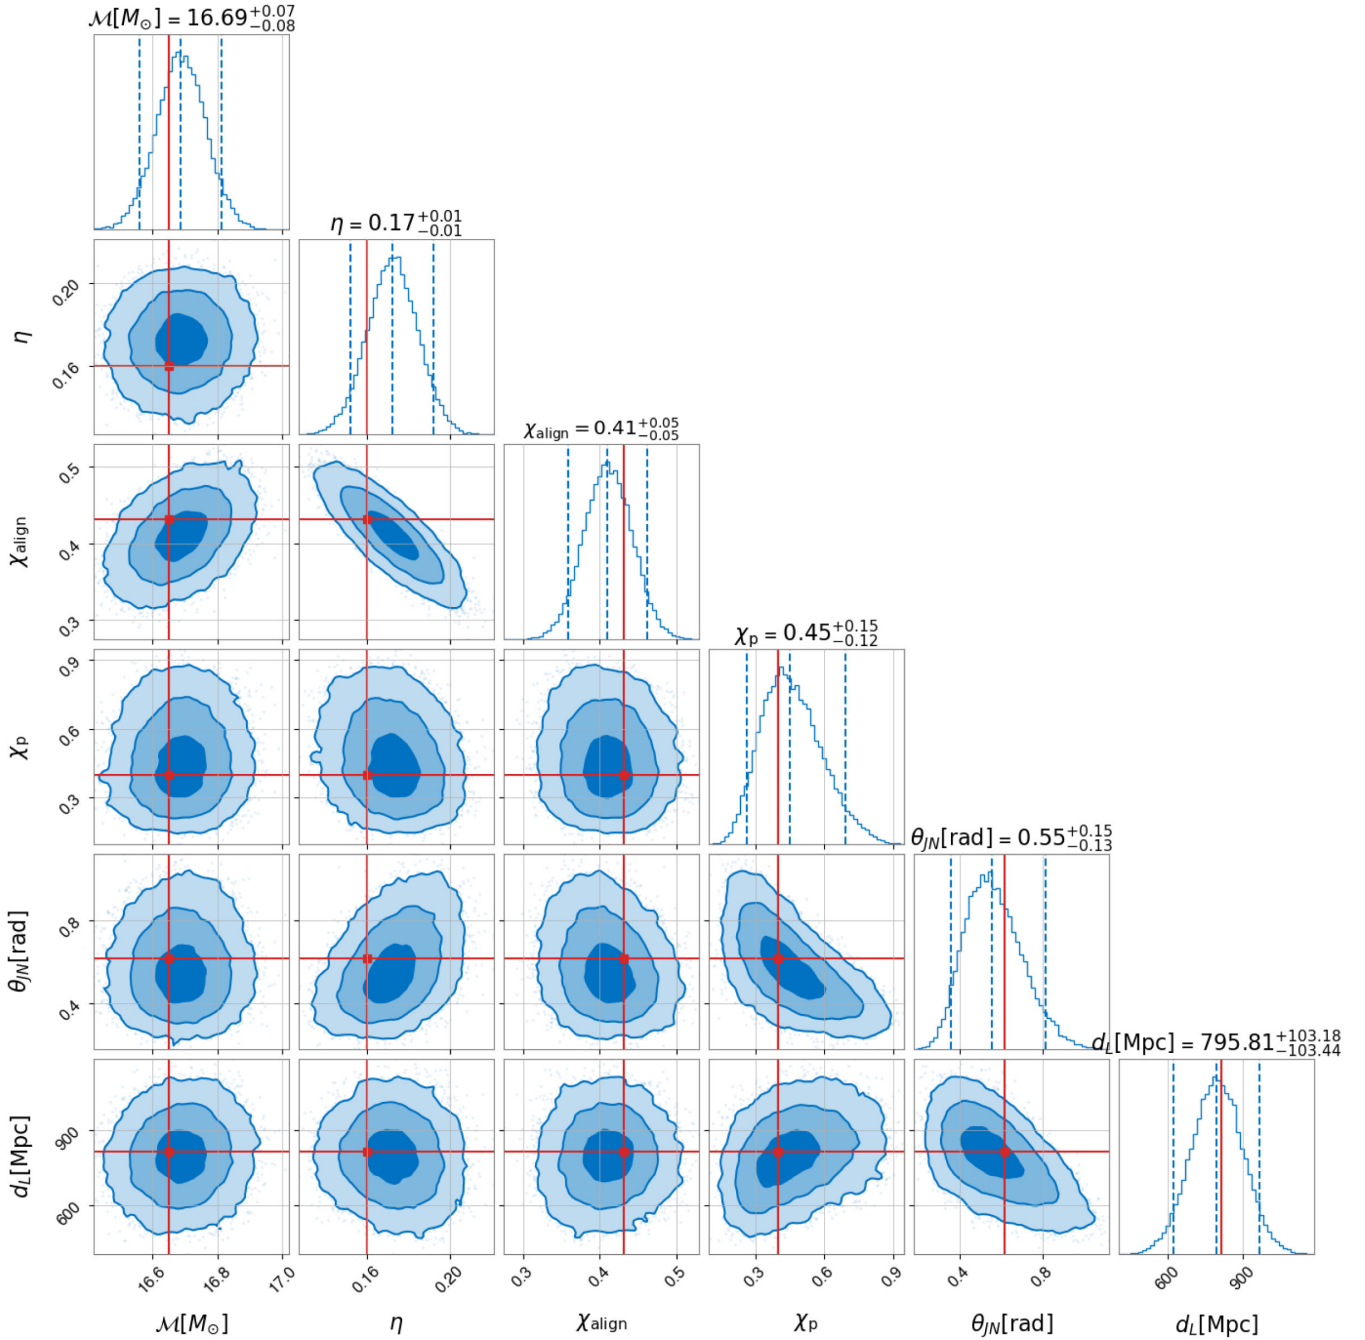 ℳ[M⊙] = 16.69+0.07−0.08
η = 0.17+0.01−0.01
0.20
0.16
η
χalign = 0.41+0.05−0.05
0.5
0.4
0.3
χalign
χp = 0.45+0.15−0.12
0.9
0.6
0.3
χp
θJN[rad] = 0.55+0.15−0.13
0.8
0.4
θJN[rad]
dL[Mpc] = 795.81+103.18−103.44
900
600
dL[Mpc]
16.6 16.8 17.0 0.16 0.20 0.3 0.4 0.5 0.3 0.6 0.9 0.4 0.8 600 900
ℳ[M⊙] η χalign χp θJN[rad] dL[Mpc]